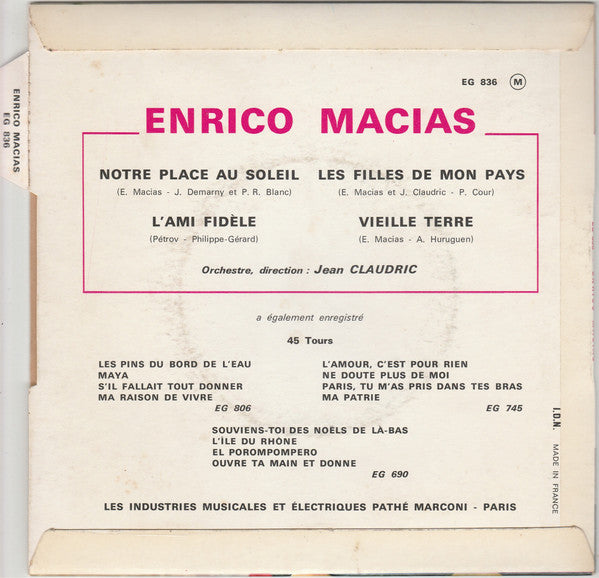 EG 836 M
ENRICO MACIAS
EG 836
ENRICO MACIAS
NOTRE PLACE AU SOLEIL
(E. Macias - J. Demarny et P. R. Blanc)
LES FILLES DE MON PAYS
(E. Macias et J. Claudric - P. Cour)
L'AMI FIDÈLE
(Pétrov - Philippe-Gérard)
VIEILLE TERRE
(E. Macias - A. Huruguen)
Orchestre, direction : Jean CLAUDRIC
a également enregistré
45 Tours
LES PINS DU BORD DE L'EAU
MAYA
S'IL FALLAIT TOUT DONNER
MA RAISON DE VIVRE
EG 806
L'AMOUR, C'EST POUR RIEN
NE DOUTE PLUS DE MOI
PARIS, TU M'AS PRIS DANS TES BRAS
MA PATRIE
EG 745
SOUVIENS-TOI DES NOËLS DE LÀ-BAS
L'ÎLE DU RHÔNE
EL POROMPOMPERO
OUVRE TA MAIN ET DONNE
EG 690
I.D.N. MADE IN FRANCE
LES INDUSTRIES MUSICALES ET ÉLECTRIQUES PATHÉ MARCONI - PARIS